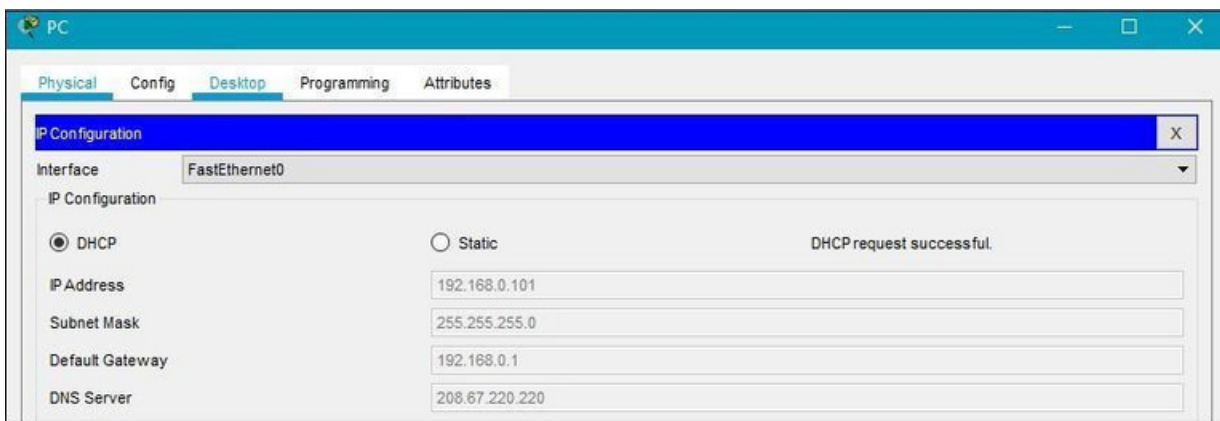 PC
Physical Config Desktop Programming Attributes
IP Configuration X
Interface FastEthernet0
IP Configuration
DHCP Static DHCP request successful.
IP Address 192.168.0.101
Subnet Mask 255.255.255.0
Default Gateway 192.168.0.1
DNS Server 208.67.220.220